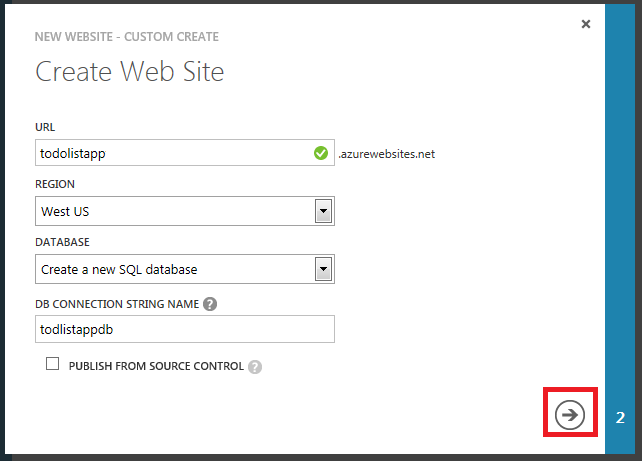 NEW WEBSITE - CUSTOM CREATE
Create Web Site
URL
todolistapp .azurewebsites.net
REGION
West US
DATABASE
Create a new SQL database
DB CONNECTION STRING NAME ?
todlistappdb
PUBLISH FROM SOURCE CONTROL ?
2